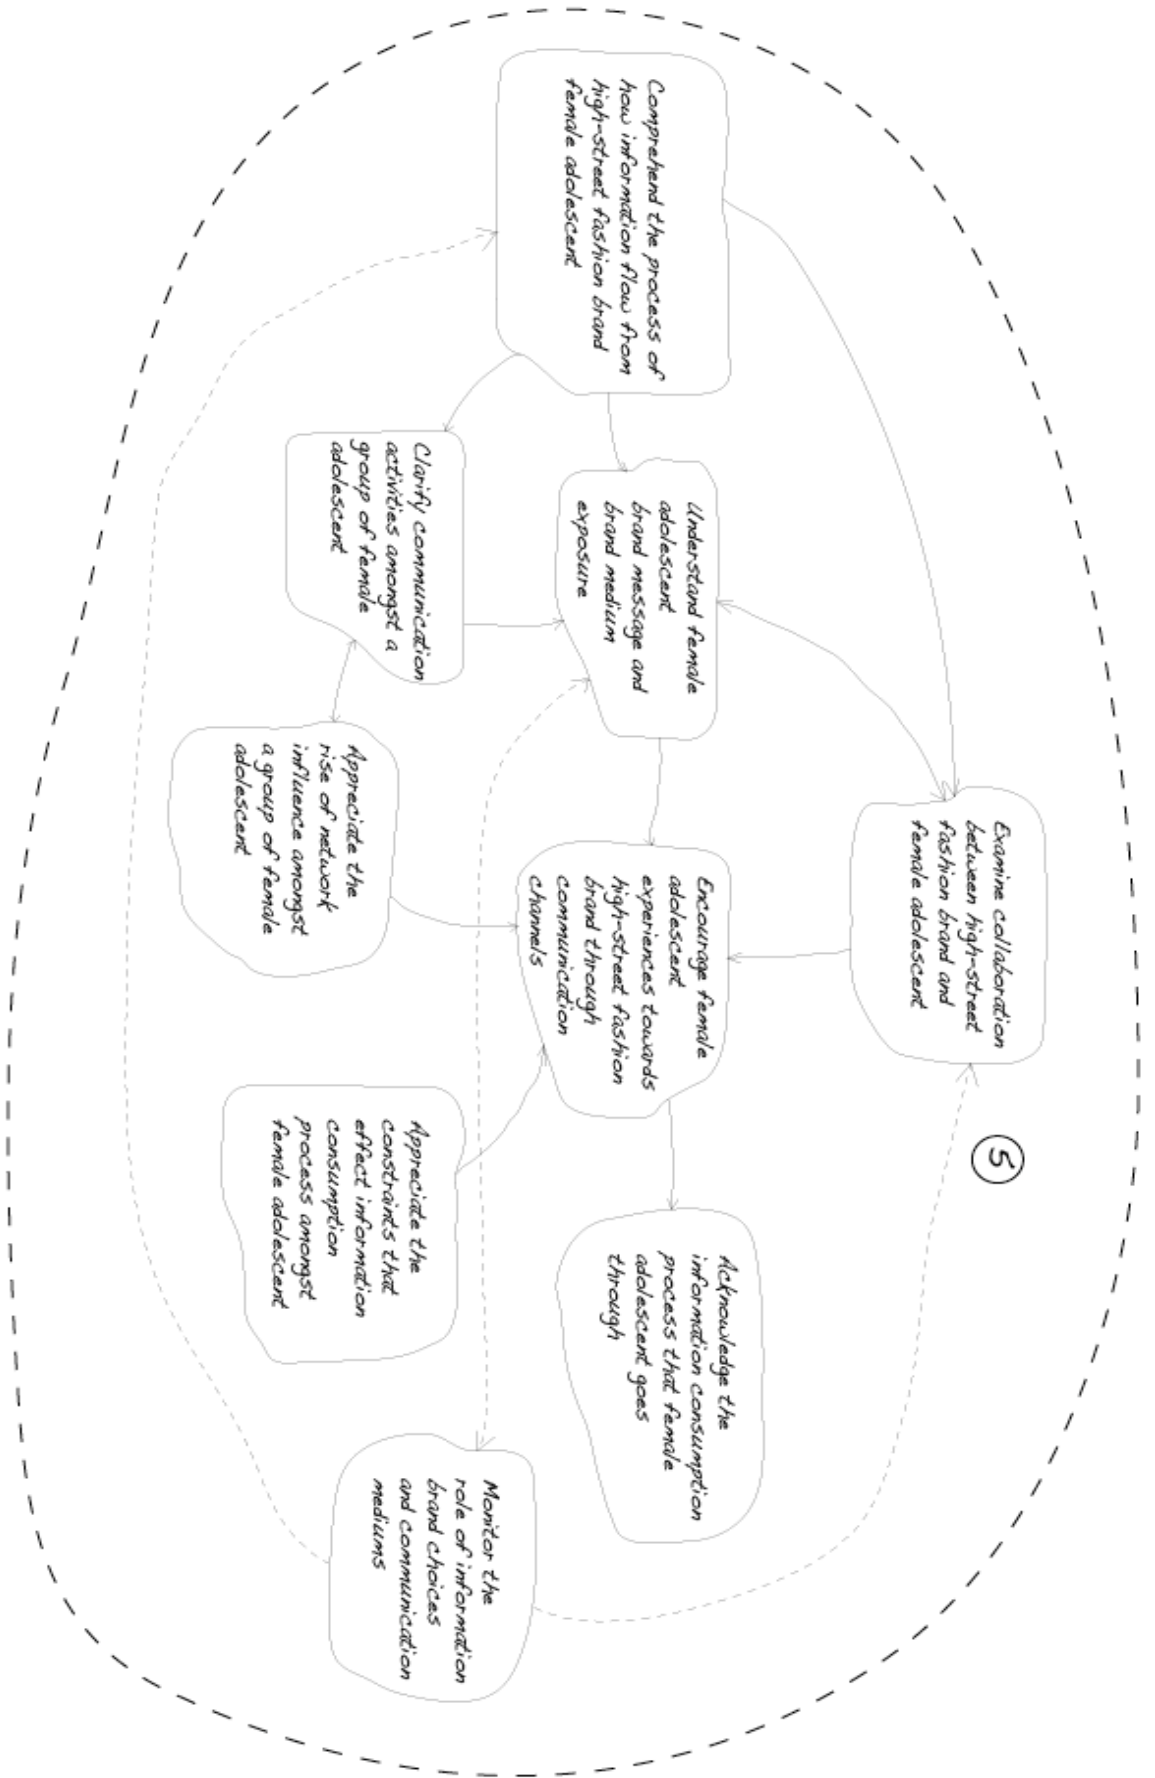 Examine collaboration
between high-street
fashion brand and
female adolescent
5
Comprehend the process of
how information flow from
high-street fashion brand
female adolescent
Understand female
adolescent
brand message and
brand medium
exposure
Encourage female
adolescent
experiences towards
high-street fashion
brand through
communication
channels
Acknowledge the
information consumption
process that female
adolescent goes
through
Clarify communication
activities amongst a
group of female
adolescent
Appreciate the
rise of network
influence amongst
a group of female
adolescent
Appreciate the
constraints that
effect information
consumption
process amongst
female adolescent
Monitor the
role of information
brand choices
and communication
mediums